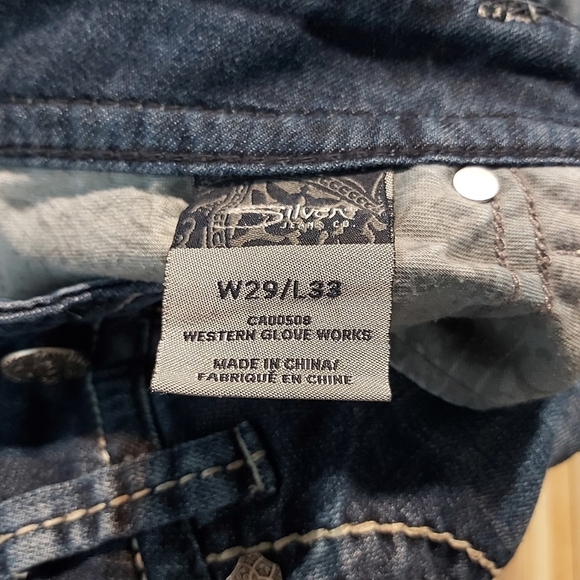 Silver
JEANS CO.
W29/L33
CA00508
WESTERN GLOVE WORKS
MADE IN CHINA/
FABRIQUÉ EN CHINE